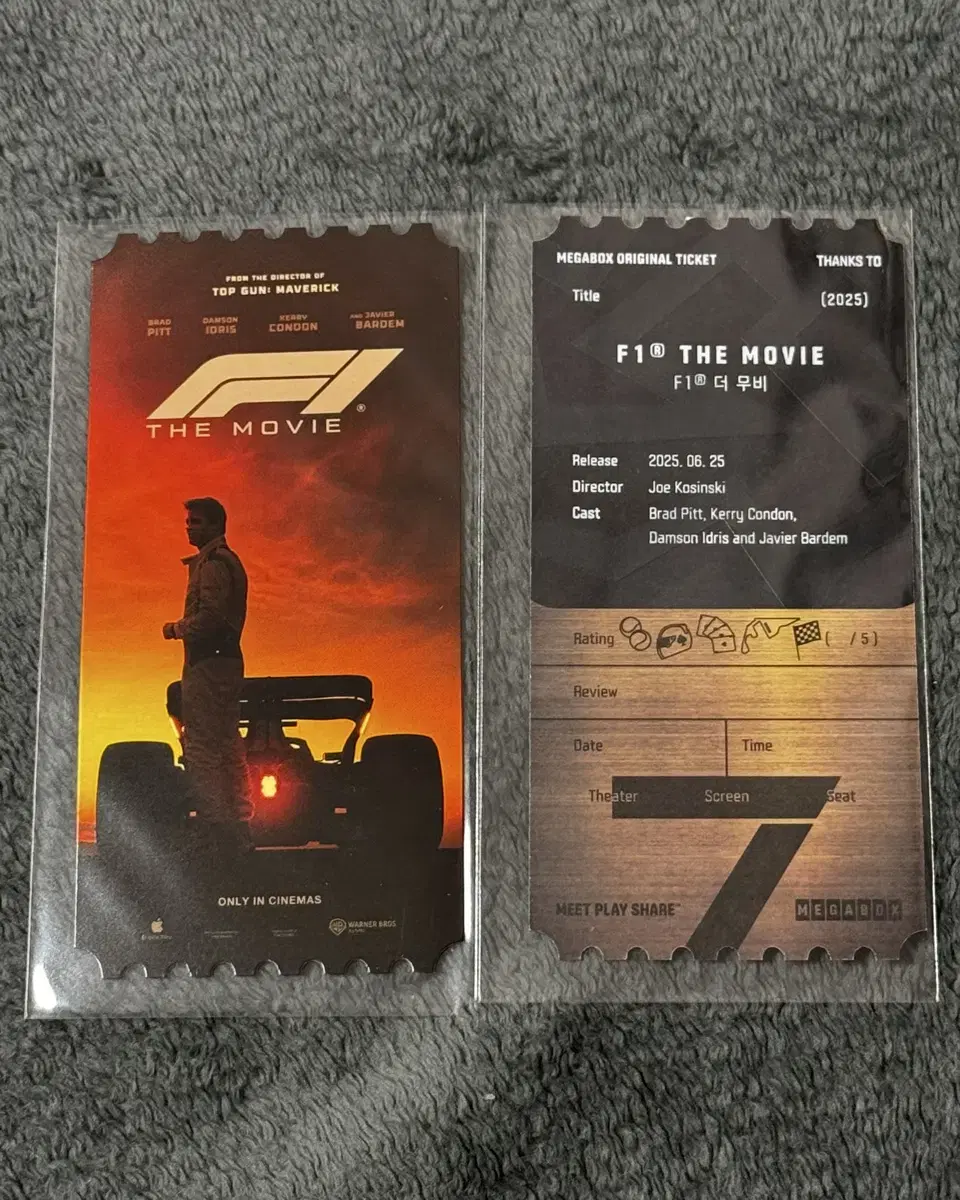 FROM THE DIRECTOR OF
TOP GUN: MAVERICK
BRAD PITT
DAMSON IDRIS
KERRY CONDON
AND JAVIER BARDEM
F1®
THE MOVIE
ONLY IN CINEMAS
WARNER BROS
MEGABOX ORIGINAL TICKET
THANKS TO
Title
(2025)
F1® THE MOVIE
F1® 더 무비
Release 2025. 06. 25
Director Joe Kosinski
Cast Brad Pitt, Kerry Condon,
Damson Idris and Javier Bardem
Rating ( / 5 )
Review
Date Time
Theater Screen Seat
7
MEET PLAY SHARE™
MEGABOX